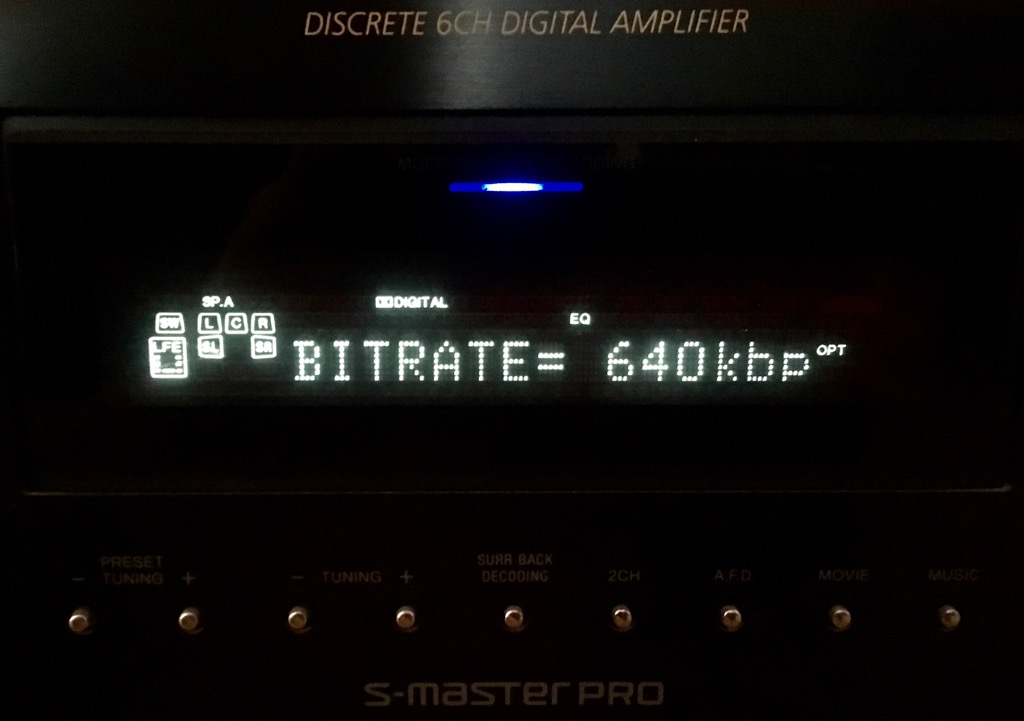 DISCRETE 6CH DIGITAL AMPLIFIER
SP.A DIGITAL
SW L C R EQ
LFE SL SR BITRATE= 640kbp OPT
PRESET
TUNING
− +
− TUNING +
SURR BACK
DECODING
2CH
A.F.D
MOVIE
MUSIC
S-master PRO